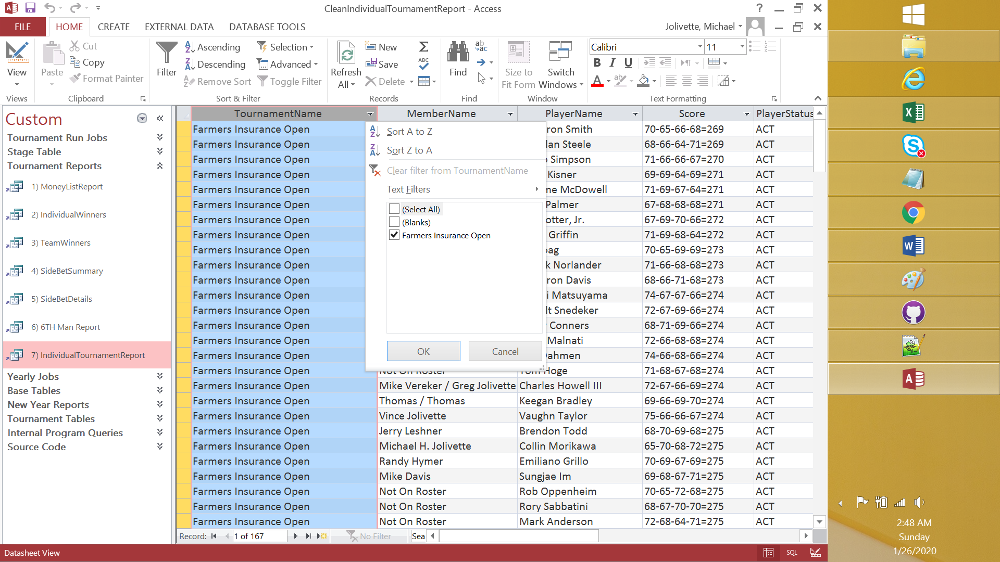 CleanIndividualTournamentReport - Access
FILE
HOME
CREATE
EXTERNAL DATA
DATABASE TOOLS
Jolivette, Michael
View
Views
Paste
Cut
Copy
Format Painter
Clipboard
Filter
Ascending
Descending
Remove Sort
Selection
Advanced
Toggle Filter
Sort & Filter
Refresh
All
New
Save
Delete
Records
Find
Find
Size to
Fit Form
Switch
Windows
Window
Calibri
11
B I U
Text Formatting
Custom
Tournament Run Jobs
Stage Table
Tournament Reports
1) MoneyListReport
2) IndividualWinners
3) TeamWinners
4) SideBetSummary
5) SideBetDetails
6) 6TH Man Report
7) IndividualTournamentReport
Yearly Jobs
Base Tables
New Year Reports
Tournament Tables
Internal Program Queries
Source Code
TournamentName MemberName PlayerName Score PlayerStatus
Farmers Insurance Open ron Smith 70-65-66-68=269 ACT
Farmers Insurance Open lan Steele 68-66-64-71=269 ACT
Farmers Insurance Open Simpson 71-66-66-67=270 ACT
Farmers Insurance Open Kisner 69-69-64-69=271 ACT
Farmers Insurance Open me McDowell 71-69-67-64=271 ACT
Farmers Insurance Open Palmer 67-68-68-68=271 ACT
Farmers Insurance Open otter, Jr. 67-69-70-66=272 ACT
Farmers Insurance Open Griffin 71-69-68-64=272 ACT
Farmers Insurance Open ag 70-65-69-69=273 ACT
Farmers Insurance Open k Norlander 71-66-68-68=273 ACT
Farmers Insurance Open ron Davis 68-66-71-68=273 ACT
Farmers Insurance Open i Matsuyama 74-67-67-66=274 ACT
Farmers Insurance Open lt Snedeker 72-67-69-66=274 ACT
Farmers Insurance Open Conners 68-71-69-66=274 ACT
Farmers Insurance Open Malnati 72-66-68-68=274 ACT
Farmers Insurance Open Dahmen 74-66-68-66=274 ACT
Farmers Insurance Open Not On Roster Tom Hoge 71-68-67-68=274 ACT
Farmers Insurance Open Mike Vereker / Greg Jolivette Charles Howell III 72-67-66-69=274 ACT
Farmers Insurance Open Thomas / Thomas Keegan Bradley 69-66-69-70=274 ACT
Farmers Insurance Open Vince Jolivette Vaughn Taylor 75-66-66-67=274 ACT
Farmers Insurance Open Jerry Leshner Brendon Todd 68-70-69-68=275 ACT
Farmers Insurance Open Michael H. Jolivette Collin Morikawa 65-70-68-72=275 ACT
Farmers Insurance Open Randy Hymer Emiliano Grillo 70-69-67-69=275 ACT
Farmers Insurance Open Mike Davis Sungjae Im 69-68-67-71=275 ACT
Farmers Insurance Open Not On Roster Rob Oppenheim 70-65-72-68=275 ACT
Farmers Insurance Open Not On Roster Rory Sabbatini 68-67-70-70=275 ACT
Farmers Insurance Open Not On Roster Mark Anderson 72-68-64-71=275 ACT
Sort A to Z
Sort Z to A
Clear filter from TournamentName
Text Filters
(Select All)
(Blanks)
Farmers Insurance Open
OK
Cancel
Record: 1 of 167
No Filter
Sea
Datasheet View
SQL
2:48 AM
Sunday
1/26/2020